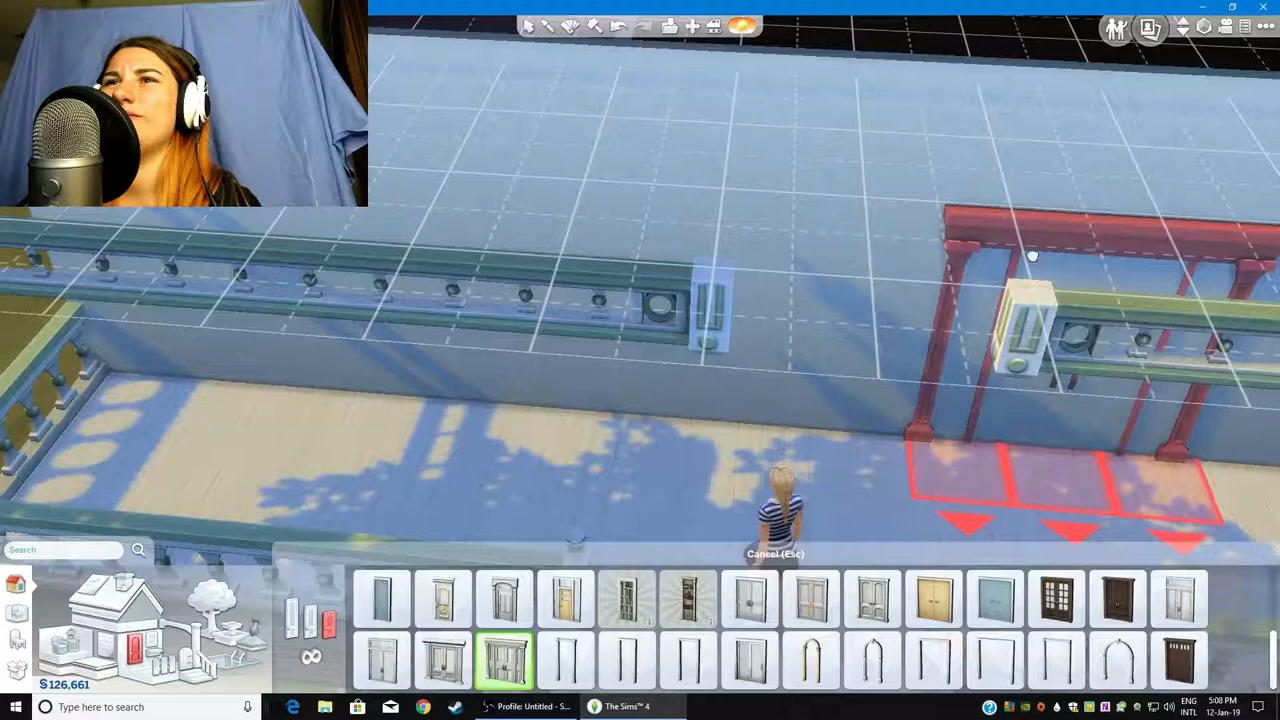 Cancel (Esc)
Search
§126,661
Type here to search
Profile: Untitled - S...
The Sims™ 4
ENG
INTL
5:08 PM
12-Jan-19